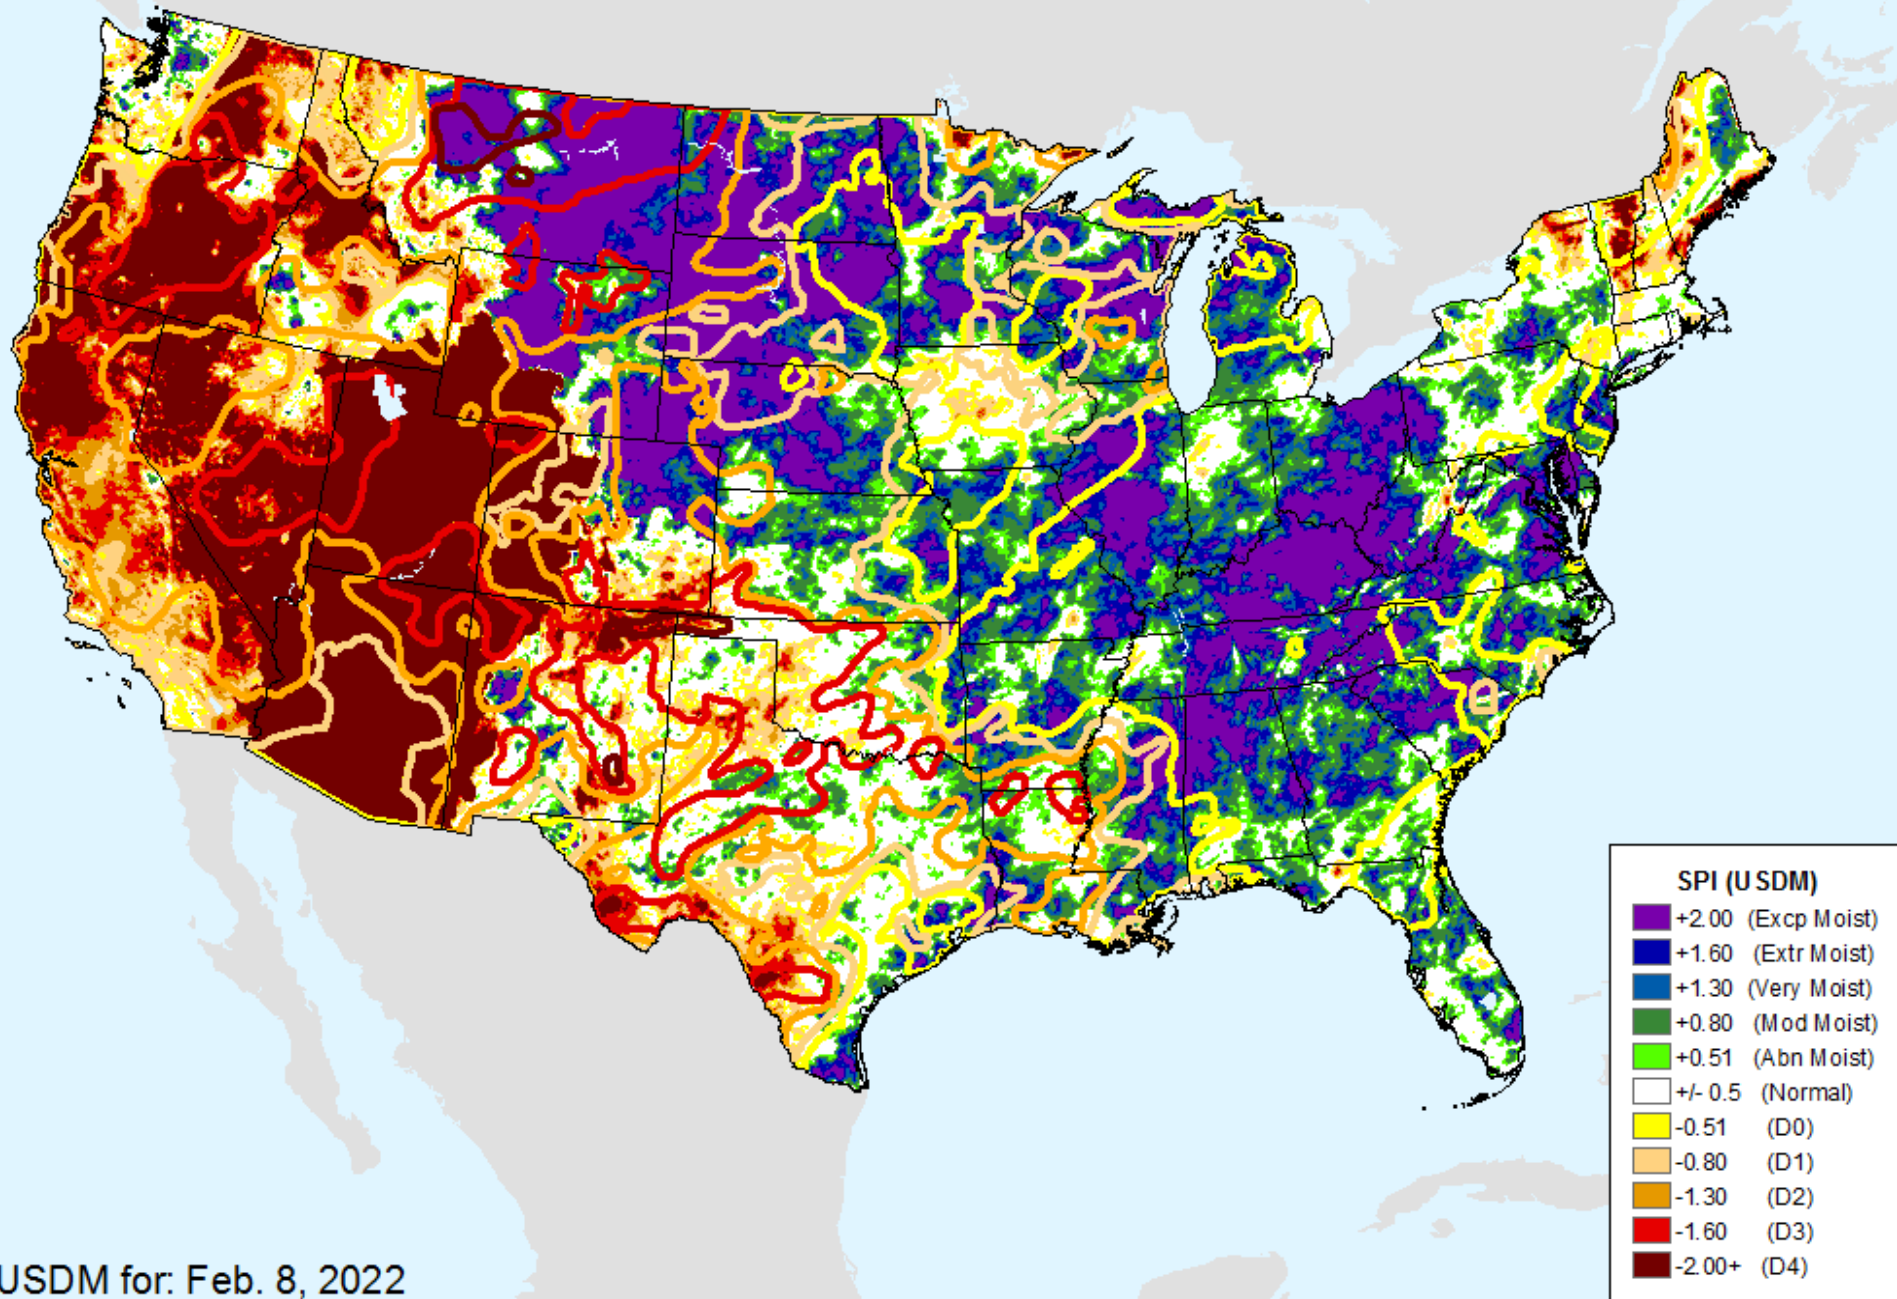 SPI (USDM)
+2.00 (Excp Moist)
+1.60 (Extr Moist)
+1.30 (Very Moist)
+0.80 (Mod Moist)
+0.51 (Abn Moist)
+/- 0.5 (Normal)
-0.51 (D0)
-0.80 (D1)
-1.30 (D2)
-1.60 (D3)
-2.00+ (D4)
USDM for: Feb. 8, 2022